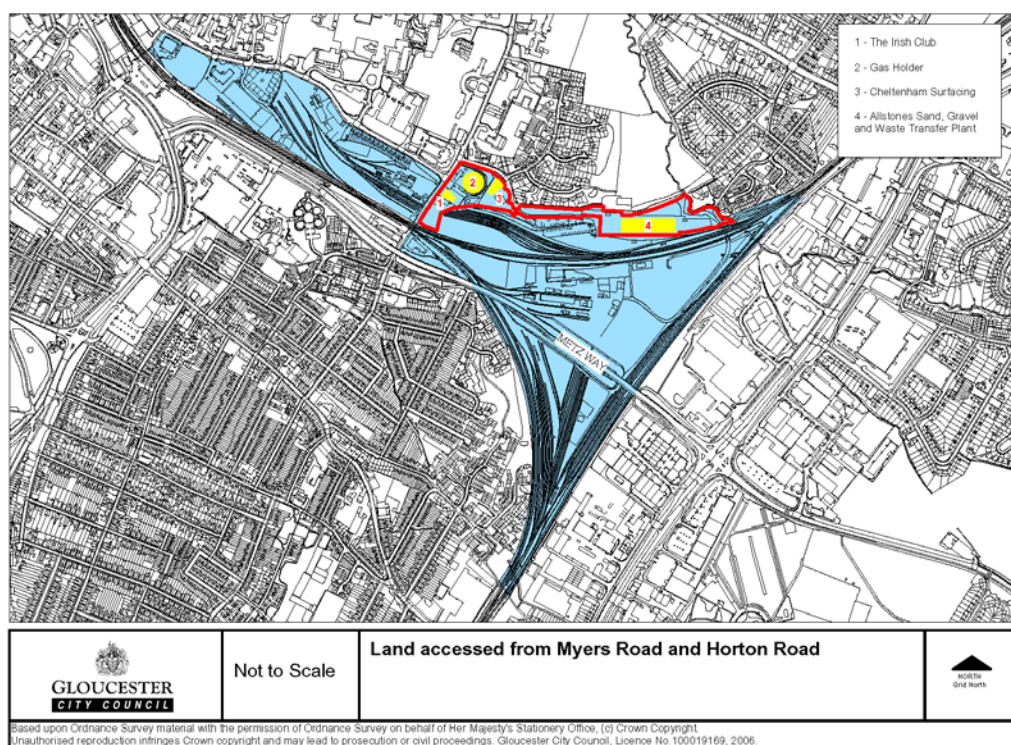 1 - The Irish Club
2 - Gas Holder
3 - Cheltenham Surfacing
4 - Allstones Sand, Gravel
and Waste Transfer Plant
2
1
3
4
METZ WAY
GLOUCESTER
CITY COUNCIL
Not to Scale
Land accessed from Myers Road and Horton Road
NORTH
Grid North
Based upon Ordnance Survey material with the permission of Ordnance Survey on behalf of Her Majesty's Stationery Office, (c) Crown Copyright.
Unauthorised reproduction infringes Crown copyright and may lead to prosecution or civil proceedings. Gloucester City Council, Licence No.100019169, 2006.